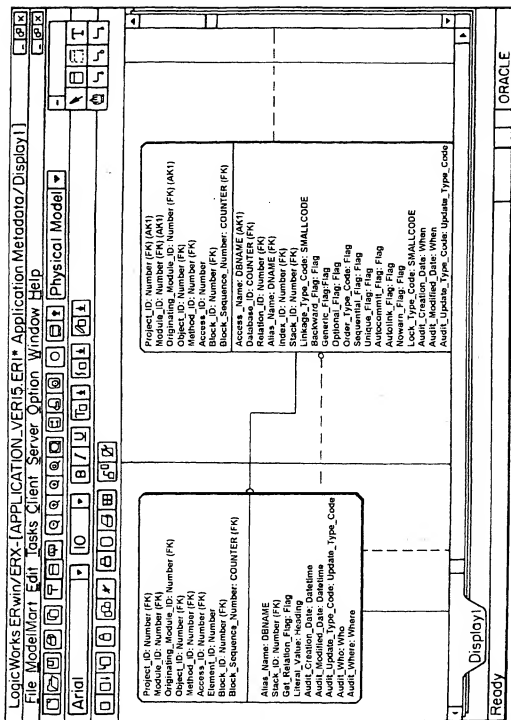 LogicWorks ERwin/ERX-[APPLICATION_VER15.ER1* Application Metadata/Display1]
File ModelMart Edit Tasks Client Server Option Window Help
Physical Model
Arial
10
B / U
T
Project_ID: Number (FK)
Module_ID: Number (FK)
Originating_Module_ID: Number (FK)
Object_ID: Number (FK)
Method_ID: Number (FK)
Access_ID: Number (FK)
Element_ID: Number
Block_ID: Number (FK)
Block_Sequence_Number: COUNTER (FK)
Alias_Name: DBNAME
Stack_ID: Number (FK)
Get_Relation_Flag: Flag
Literal_Value: Heading
Audit_Creation_Date: Datetime
Audit_Modified_Date: Datetime
Audit_Update_Type_Code: Update_Type_Code
Audit_Who: Who
Audit_Where: Where
Project_ID: Number (FK) (AK1)
Module_ID: Number (FK) (AK1)
Originating_Module_ID: Number (FK) (AK1)
Object_ID: Number (FK)
Method_ID: Number (FK)
Access_ID: Number
Block_ID: Number (FK)
Block_Sequence_Number: COUNTER (FK)
Access_Name: DBNAME (AK1)
Database_ID: COUNTER (FK)
Relation_ID: Number (FK)
Alias_Name: DNAME (FK)
Index_ID: Number (FK)
Stack_ID: Number (FK)
Linkage_Type_Code: SMALLCODE
Backward_Flag: Flag
Generic_Flag:Flag
Optional_Flag: Flag
Order_Type_Code: Flag
Sequential_Flag: Flag
Unique_Flag: Flag
Autocommit_Flag: Flag
Autolink_Flag: Flag
Nowarn_Flag: Flag
Lock_Type_Code: SMALLCODE
Audit_Creation_Date: When
Audit_Modified_Date: When
Audit_Update_Type_Code: Update_Type_Code
Display1
Ready
ORACLE